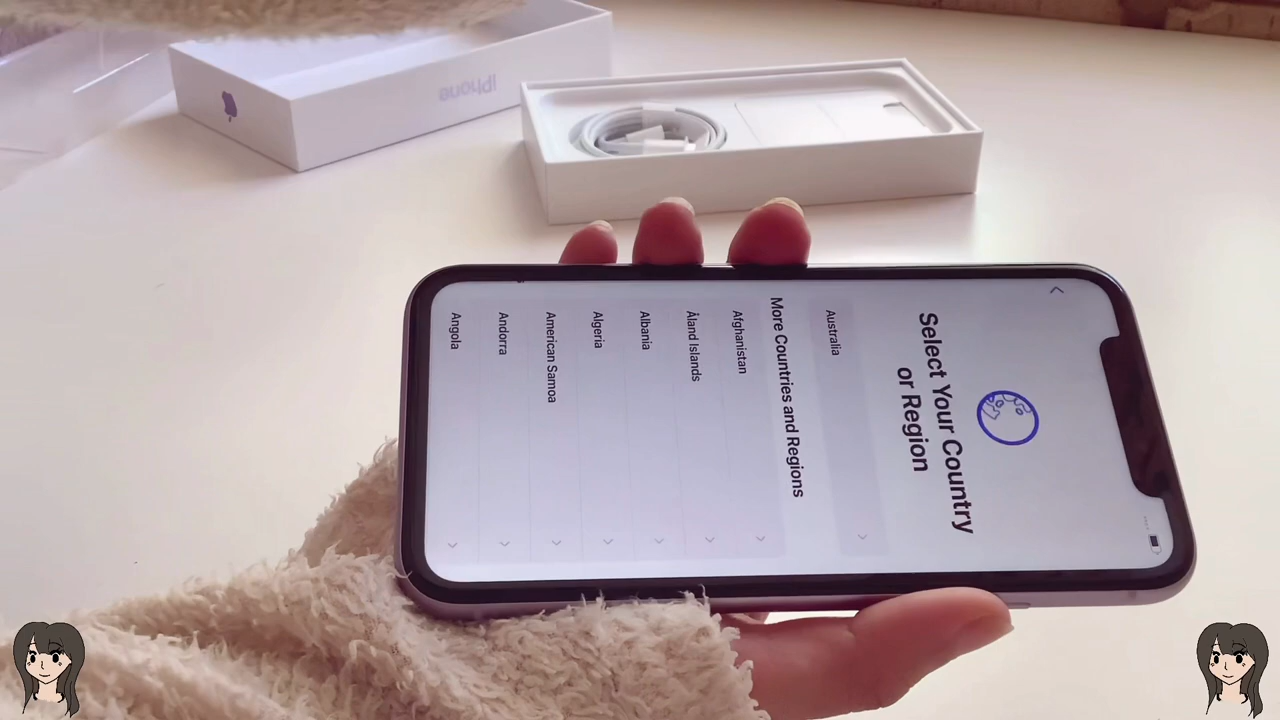 iPhone
Select Your Country
or Region
Australia
More Countries and Regions
Afghanistan
Åland Islands
Albania
Algeria
American Samoa
Andorra
Angola